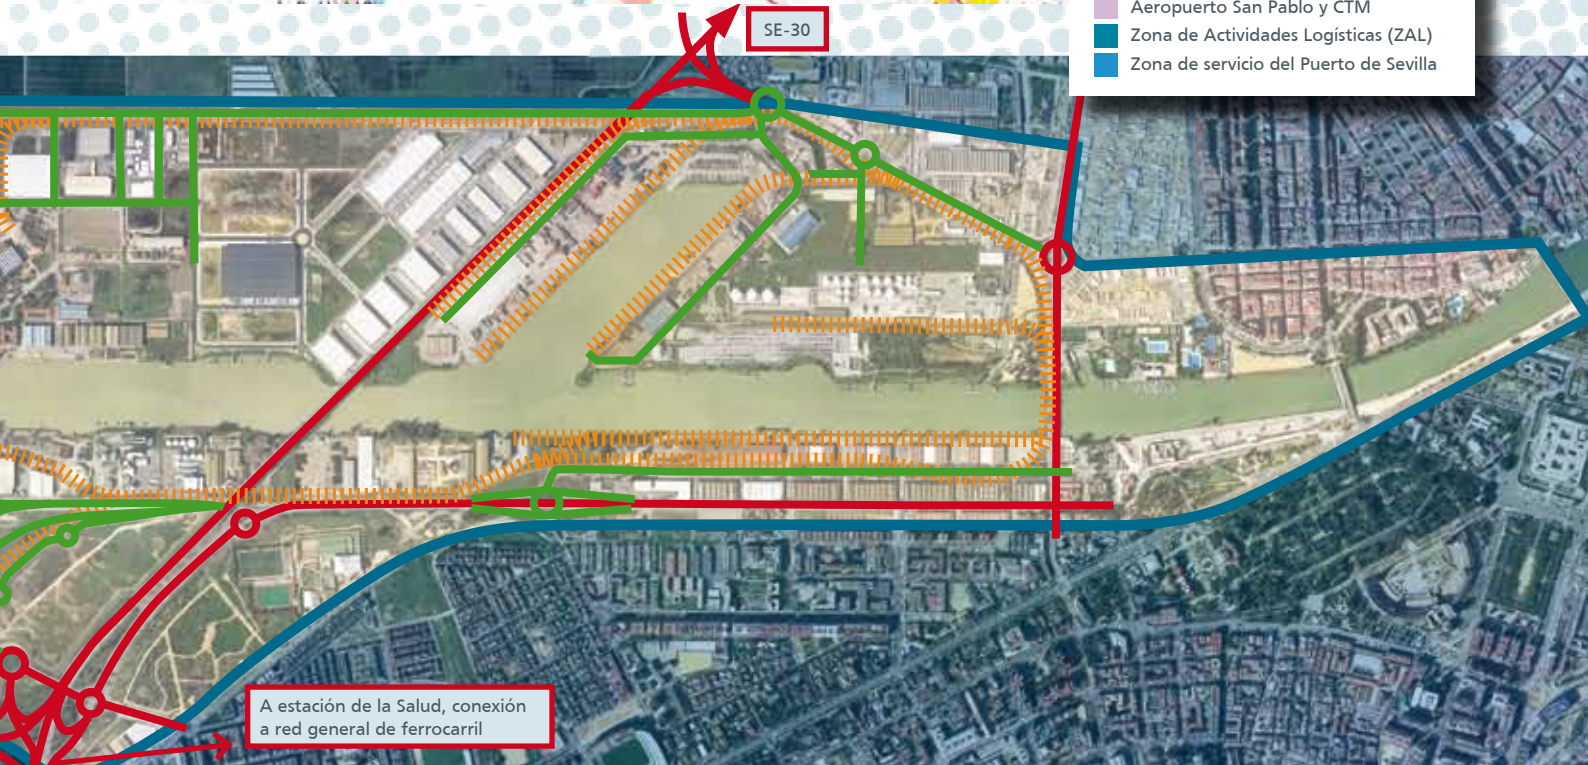 SE-30
Aeropuerto San Pablo y CTM
Zona de Actividades Logísticas (ZAL)
Zona de servicio del Puerto de Sevilla
A estación de la Salud, conexión
a red general de ferrocarril